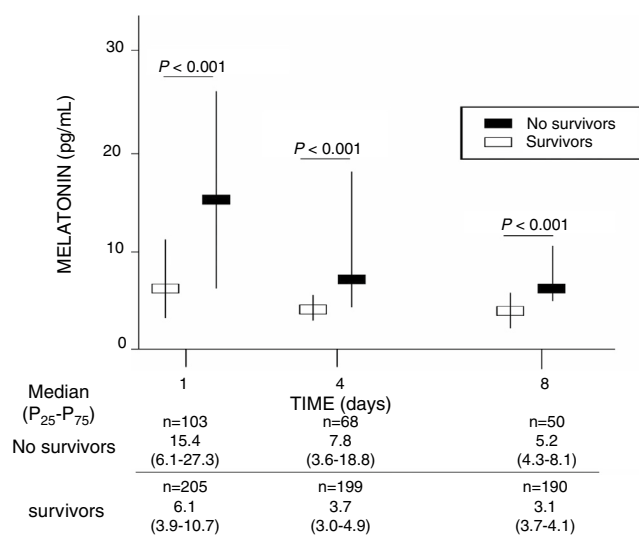 30
P < 0.001
MELATONIN (pg/mL)
No survivors
Survivors
20
P < 0.001
P < 0.001
10
0
1
4
8
TIME (days)
Median
(P25-P75)
n=103
n=68
n=50
No survivors
15.4
7.8
5.2
(6.1-27.3)
(3.6-18.8)
(4.3-8.1)
n=205
n=199
n=190
survivors
6.1
3.7
3.1
(3.9-10.7)
(3.0-4.9)
(3.7-4.1)